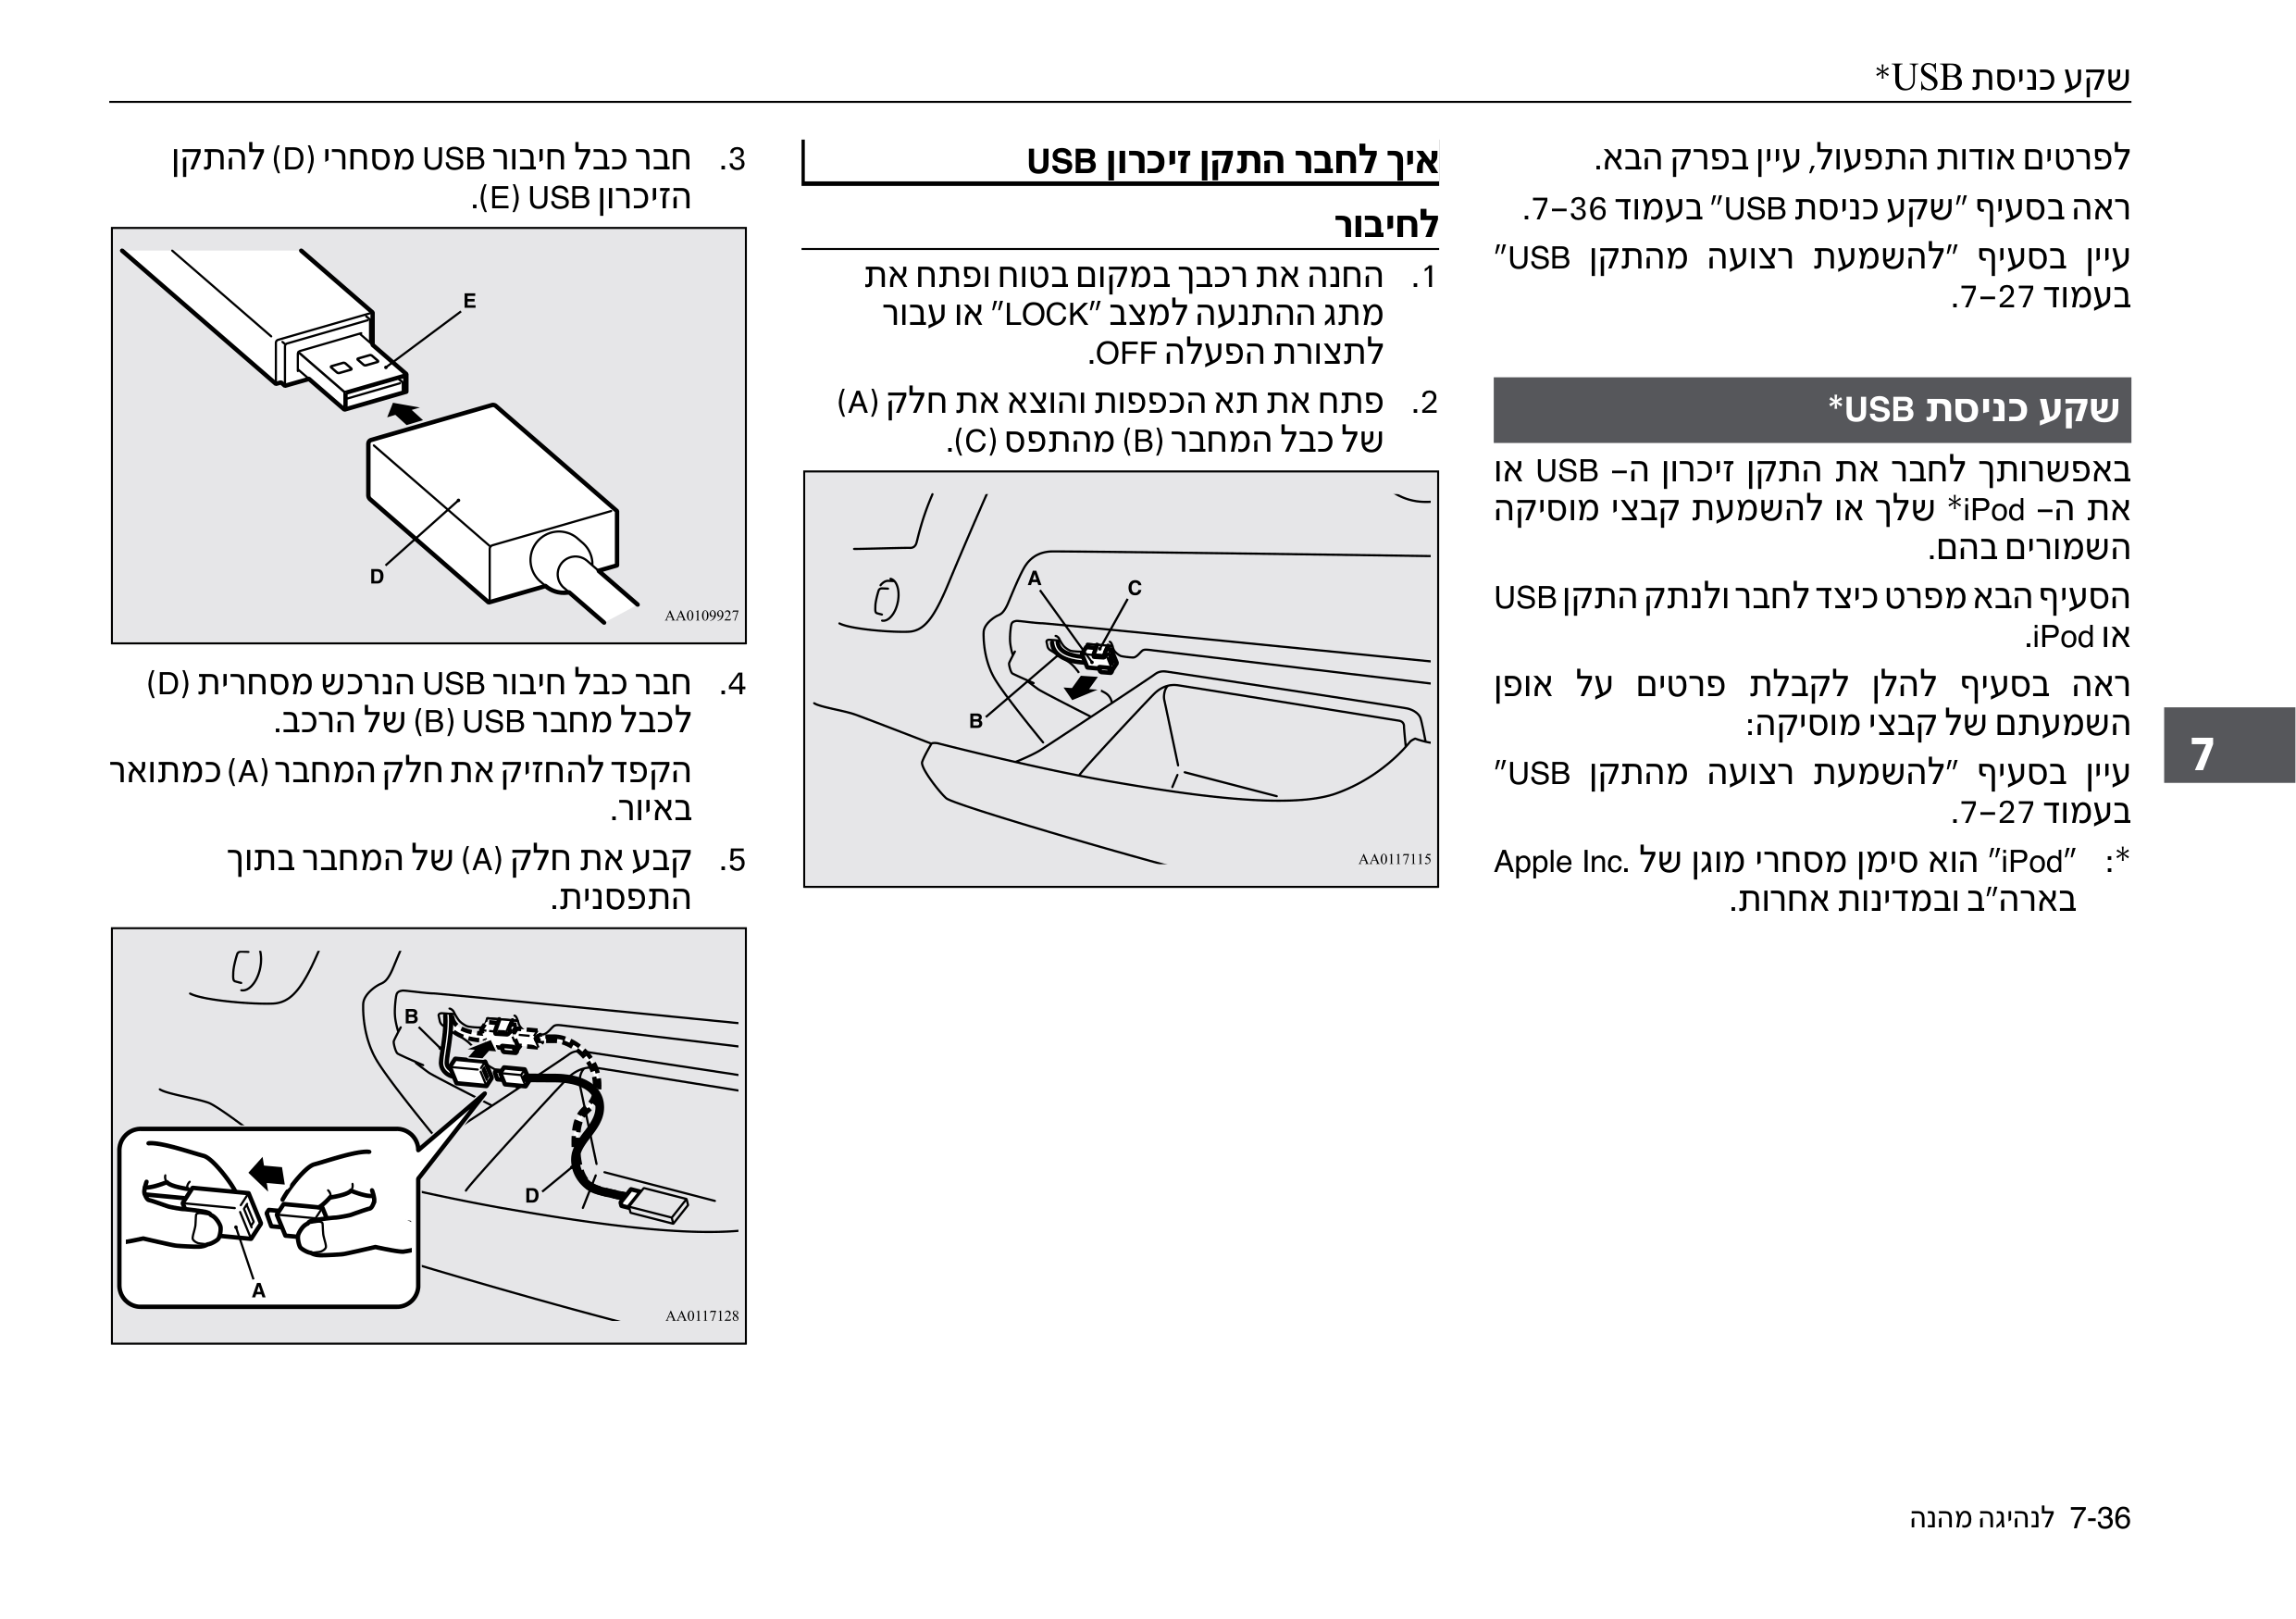 שקע כניסת USB*
לפרטים אודות התפעול, עיין בפרק הבא.
ראה בסעיף "שקע כניסת USB" בעמוד 7-36.
עיין בסעיף "להשמעת רצועה מהתקן USB"
בעמוד 7-27.
שקע כניסת USB*
באפשרותך לחבר את התקן זיכרון ה- USB או
את ה- iPod* שלך או להשמעת קבצי מוסיקה
השמורים בהם.
הסעיף הבא מפרט כיצד לחבר ולנתק התקן USB
או iPod.
ראה בסעיף להלן לקבלת פרטים על אופן
השמעתם של קבצי מוסיקה:
עיין בסעיף "להשמעת רצועה מהתקן USB"
בעמוד 7-27.
*: "iPod" הוא סימן מסחרי מוגן של Apple Inc.
בארה"ב ובמדינות אחרות.
איך לחבר התקן זיכרון USB
לחיבור
1. החנה את רכבך במקום בטוח ופתח את
מתג ההתנעה למצב "LOCK" או עבור
לתצורת הפעלה OFF.
2. פתח את תא הכפפות והוצא את חלק (A)
של כבל המחבר (B) מהתפס (C).
A
C
B
AA0117115
3. חבר כבל חיבור USB מסחרי (D) להתקן
הזיכרון USB (E).
E
D
AA0109927
4. חבר כבל חיבור USB הנרכש מסחרית (D)
לכבל מחבר USB (B) של הרכב.
הקפד להחזיק את חלק המחבר (A) כמתואר
באיור.
5. קבע את חלק (A) של המחבר בתוך
התפסנית.
B
D
A
AA0117128
7
7-36 לנהיגה מהנה